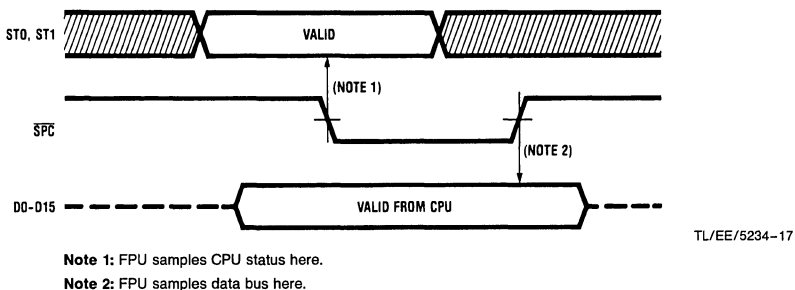 ST0, ST1
VALID
(NOTE 1)
SPC
(NOTE 2)
D0-D15
VALID FROM CPU
TL/EE/5234-17
Note 1: FPU samples CPU status here.
Note 2: FPU samples data bus here.